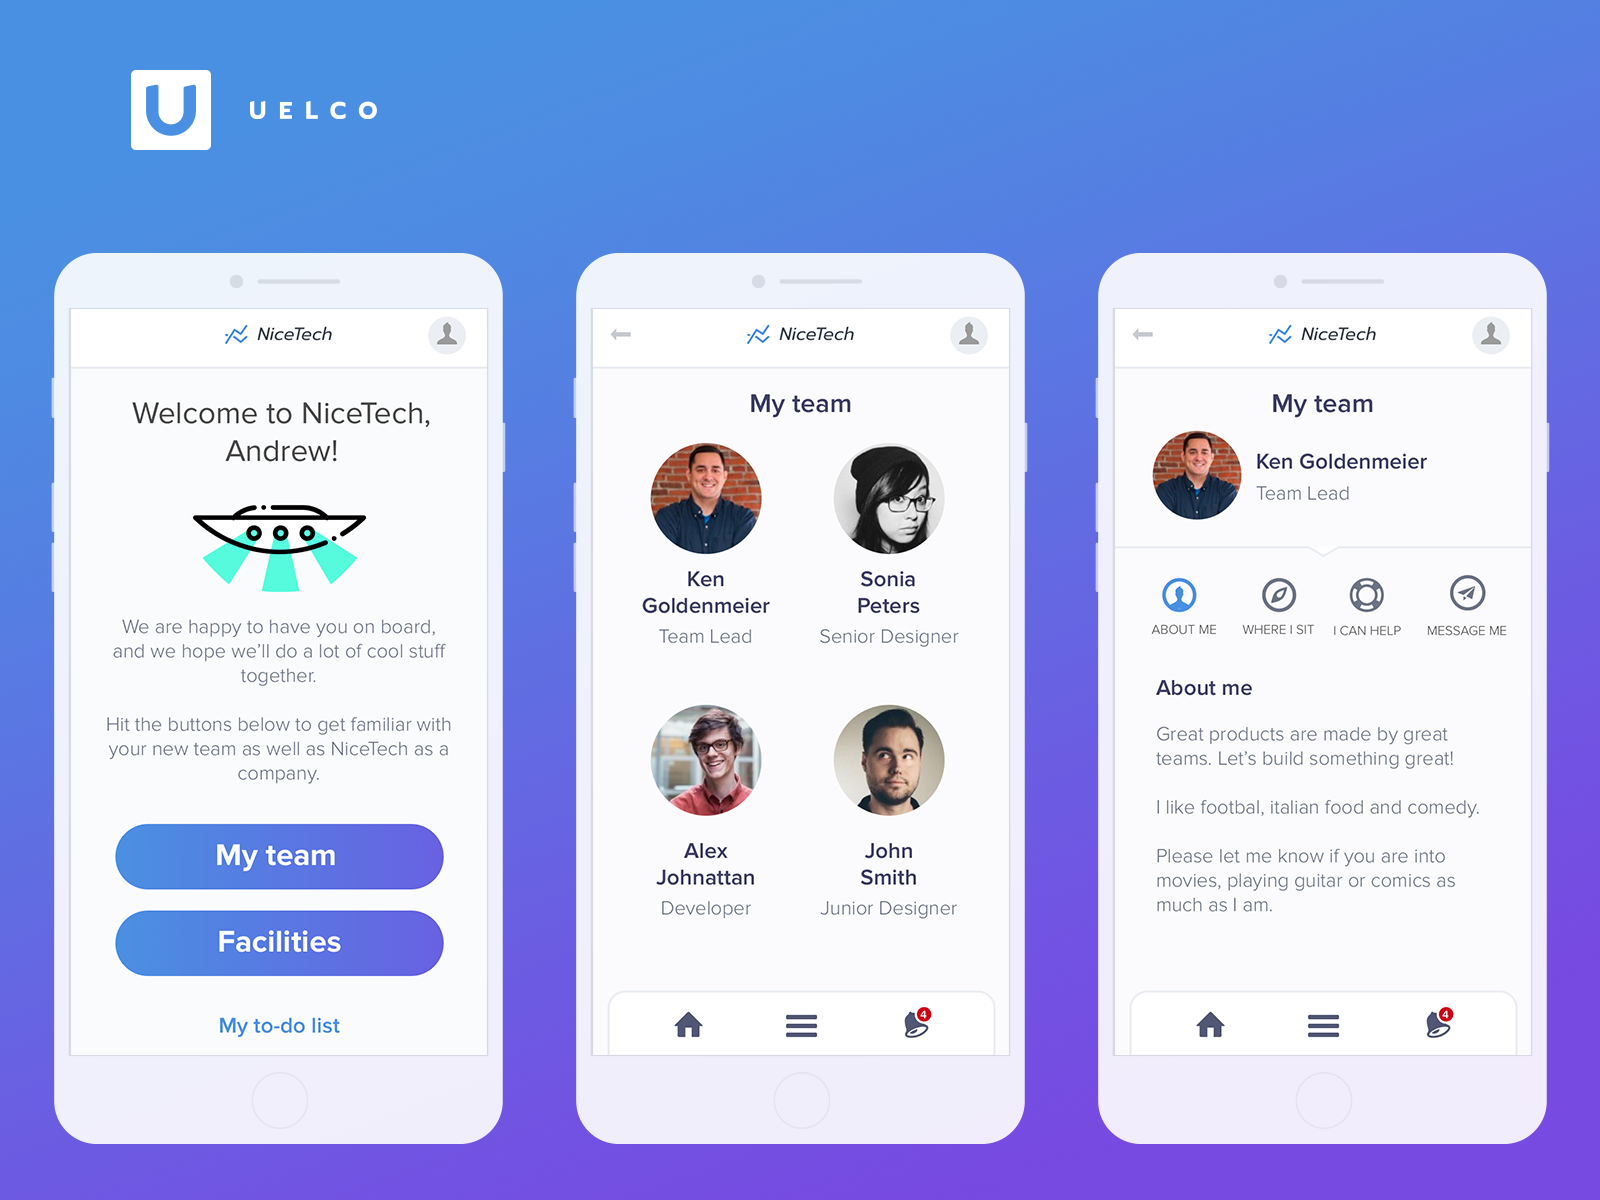 U
UELCO
NiceTech
Welcome to NiceTech,
Andrew!
We are happy to have you on board,
and we hope we’ll do a lot of cool stuff
together.
Hit the buttons below to get familiar with
your new team as well as NiceTech as a
company.
My team
Facilities
My to-do list
NiceTech
My team
Ken
Goldenmeier
Team Lead
Sonia
Peters
Senior Designer
Alex
Johnattan
Developer
John
Smith
Junior Designer
4
NiceTech
My team
Ken Goldenmeier
Team Lead
ABOUT ME
WHERE I SIT
I CAN HELP
MESSAGE ME
About me
Great products are made by great
teams. Let’s build something great!
I like footbal, italian food and comedy.
Please let me know if you are into
movies, playing guitar or comics as
much as I am.
4